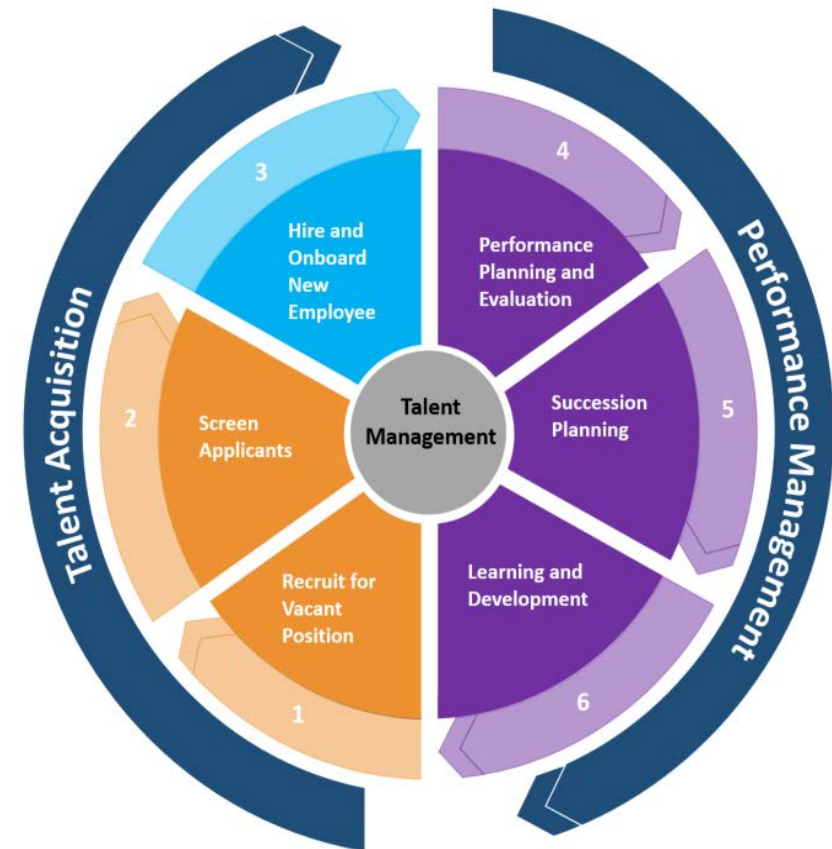 Talent Acquisition
Performance Management
Talent
Management
1
Recruit for
Vacant
Position
2
Screen
Applicants
3
Hire and
Onboard
New
Employee
4
Performance
Planning and
Evaluation
5
Succession
Planning
6
Learning and
Development